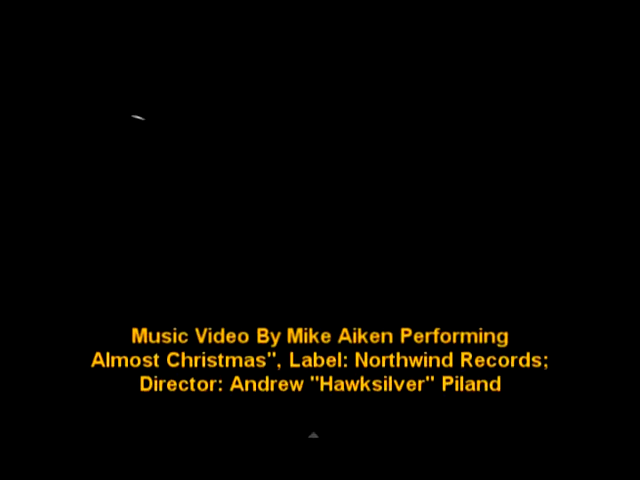 Music Video By Mike Aiken Performing
Almost Christmas", Label: Northwind Records;
Director: Andrew "Hawksilver" Piland